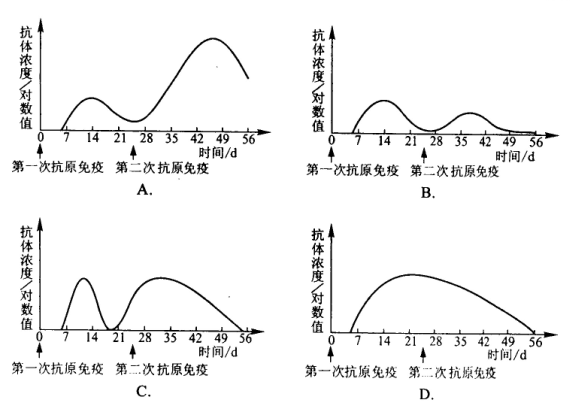 抗体浓度/对数值
0 7 14 21 28 35 42 49 56
时间/d
第一次抗原免疫 第二次抗原免疫
A.
抗体浓度/对数值
0 7 14 21 28 35 42 49 56
时间/d
第一次抗原免疫 第二次抗原免疫
B.
抗体浓度/对数值
0 7 14 21 28 35 42 49 56
时间/d
第一次抗原免疫 第二次抗原免疫
C.
抗体浓度/对数值
0 7 14 21 28 35 42 49 56
时间/d
第一次抗原免疫 第二次抗原免疫
D.